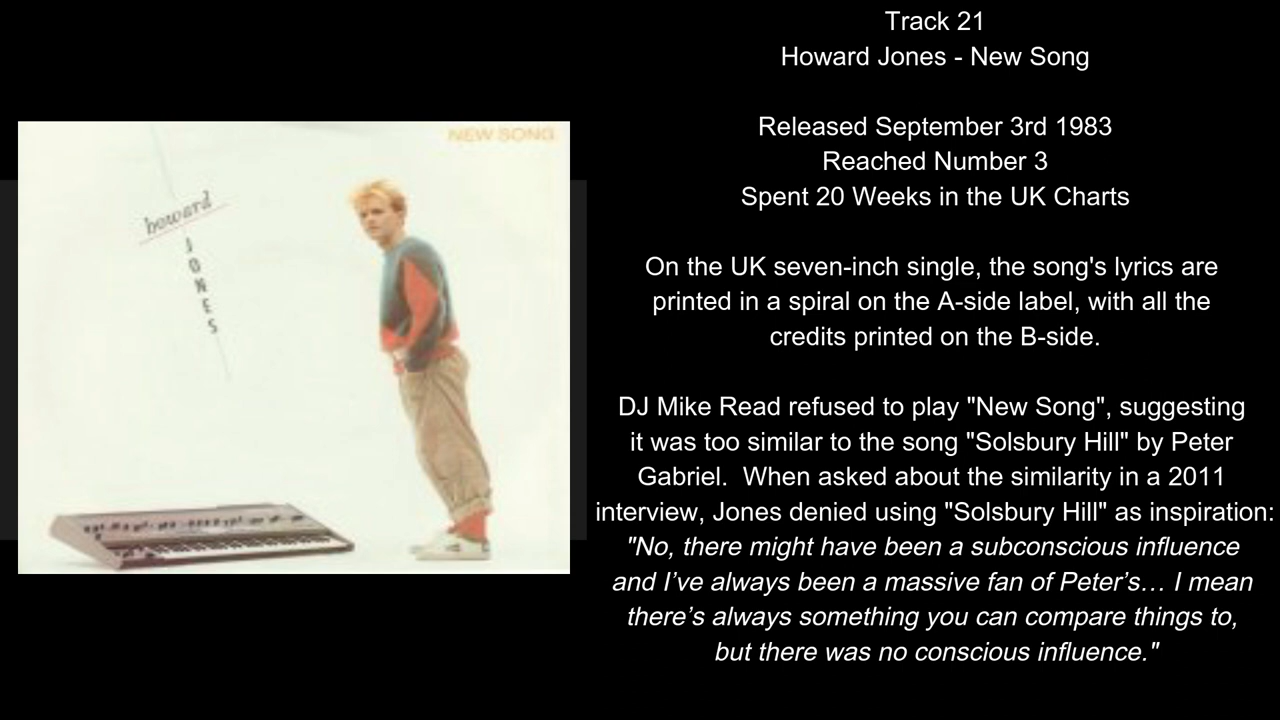 Track 21
Howard Jones - New Song
Released September 3rd 1983
Reached Number 3
Spent 20 Weeks in the UK Charts
On the UK seven-inch single, the song's lyrics are
printed in a spiral on the A-side label, with all the
credits printed on the B-side.
DJ Mike Read refused to play "New Song", suggesting
it was too similar to the song "Solsbury Hill" by Peter
Gabriel.  When asked about the similarity in a 2011
interview, Jones denied using "Solsbury Hill" as inspiration:
"No, there might have been a subconscious influence
and I’ve always been a massive fan of Peter’s… I mean
there’s always something you can compare things to,
but there was no conscious influence."
NEW SONG
howard
JONES